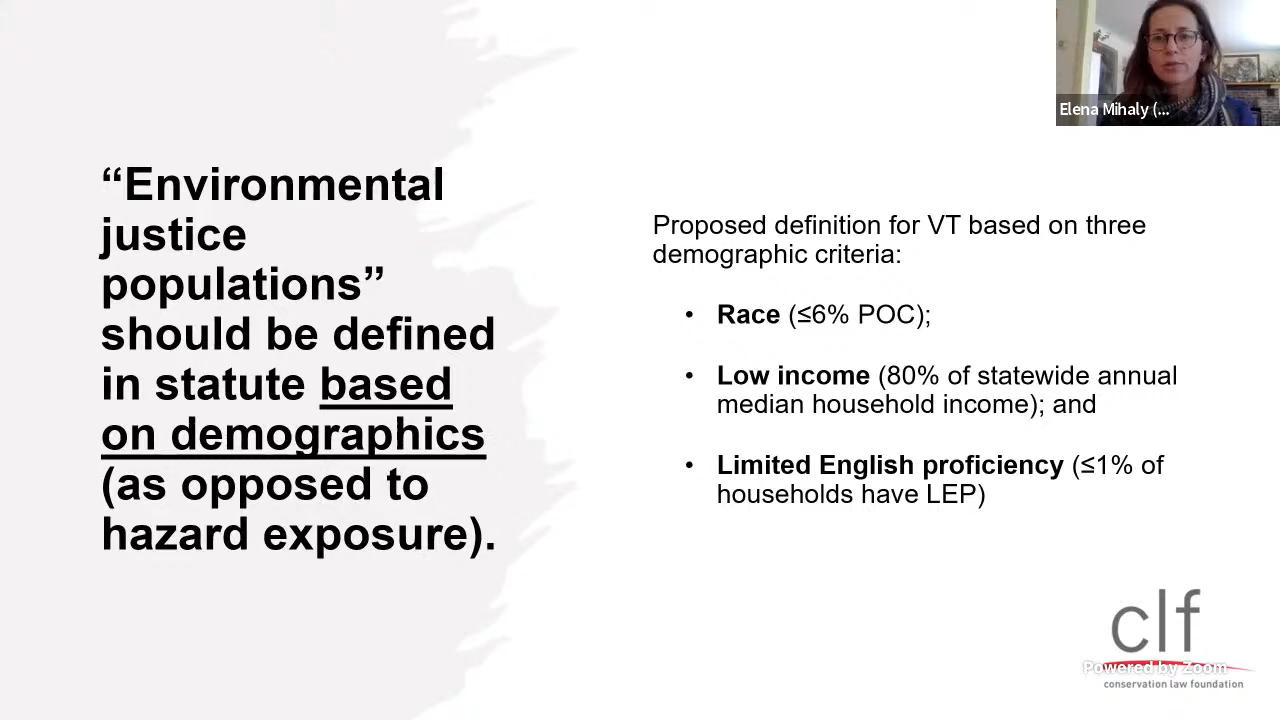 Elena Mihaly (...
“Environmental
justice
populations”
should be defined
in statute based
on demographics
(as opposed to
hazard exposure).
Proposed definition for VT based on three
demographic criteria:
• Race (≤6% POC);
• Low income (80% of statewide annual
median household income); and
• Limited English proficiency (≤1% of
households have LEP)
clf
Powered by Zoom
conservation law foundation